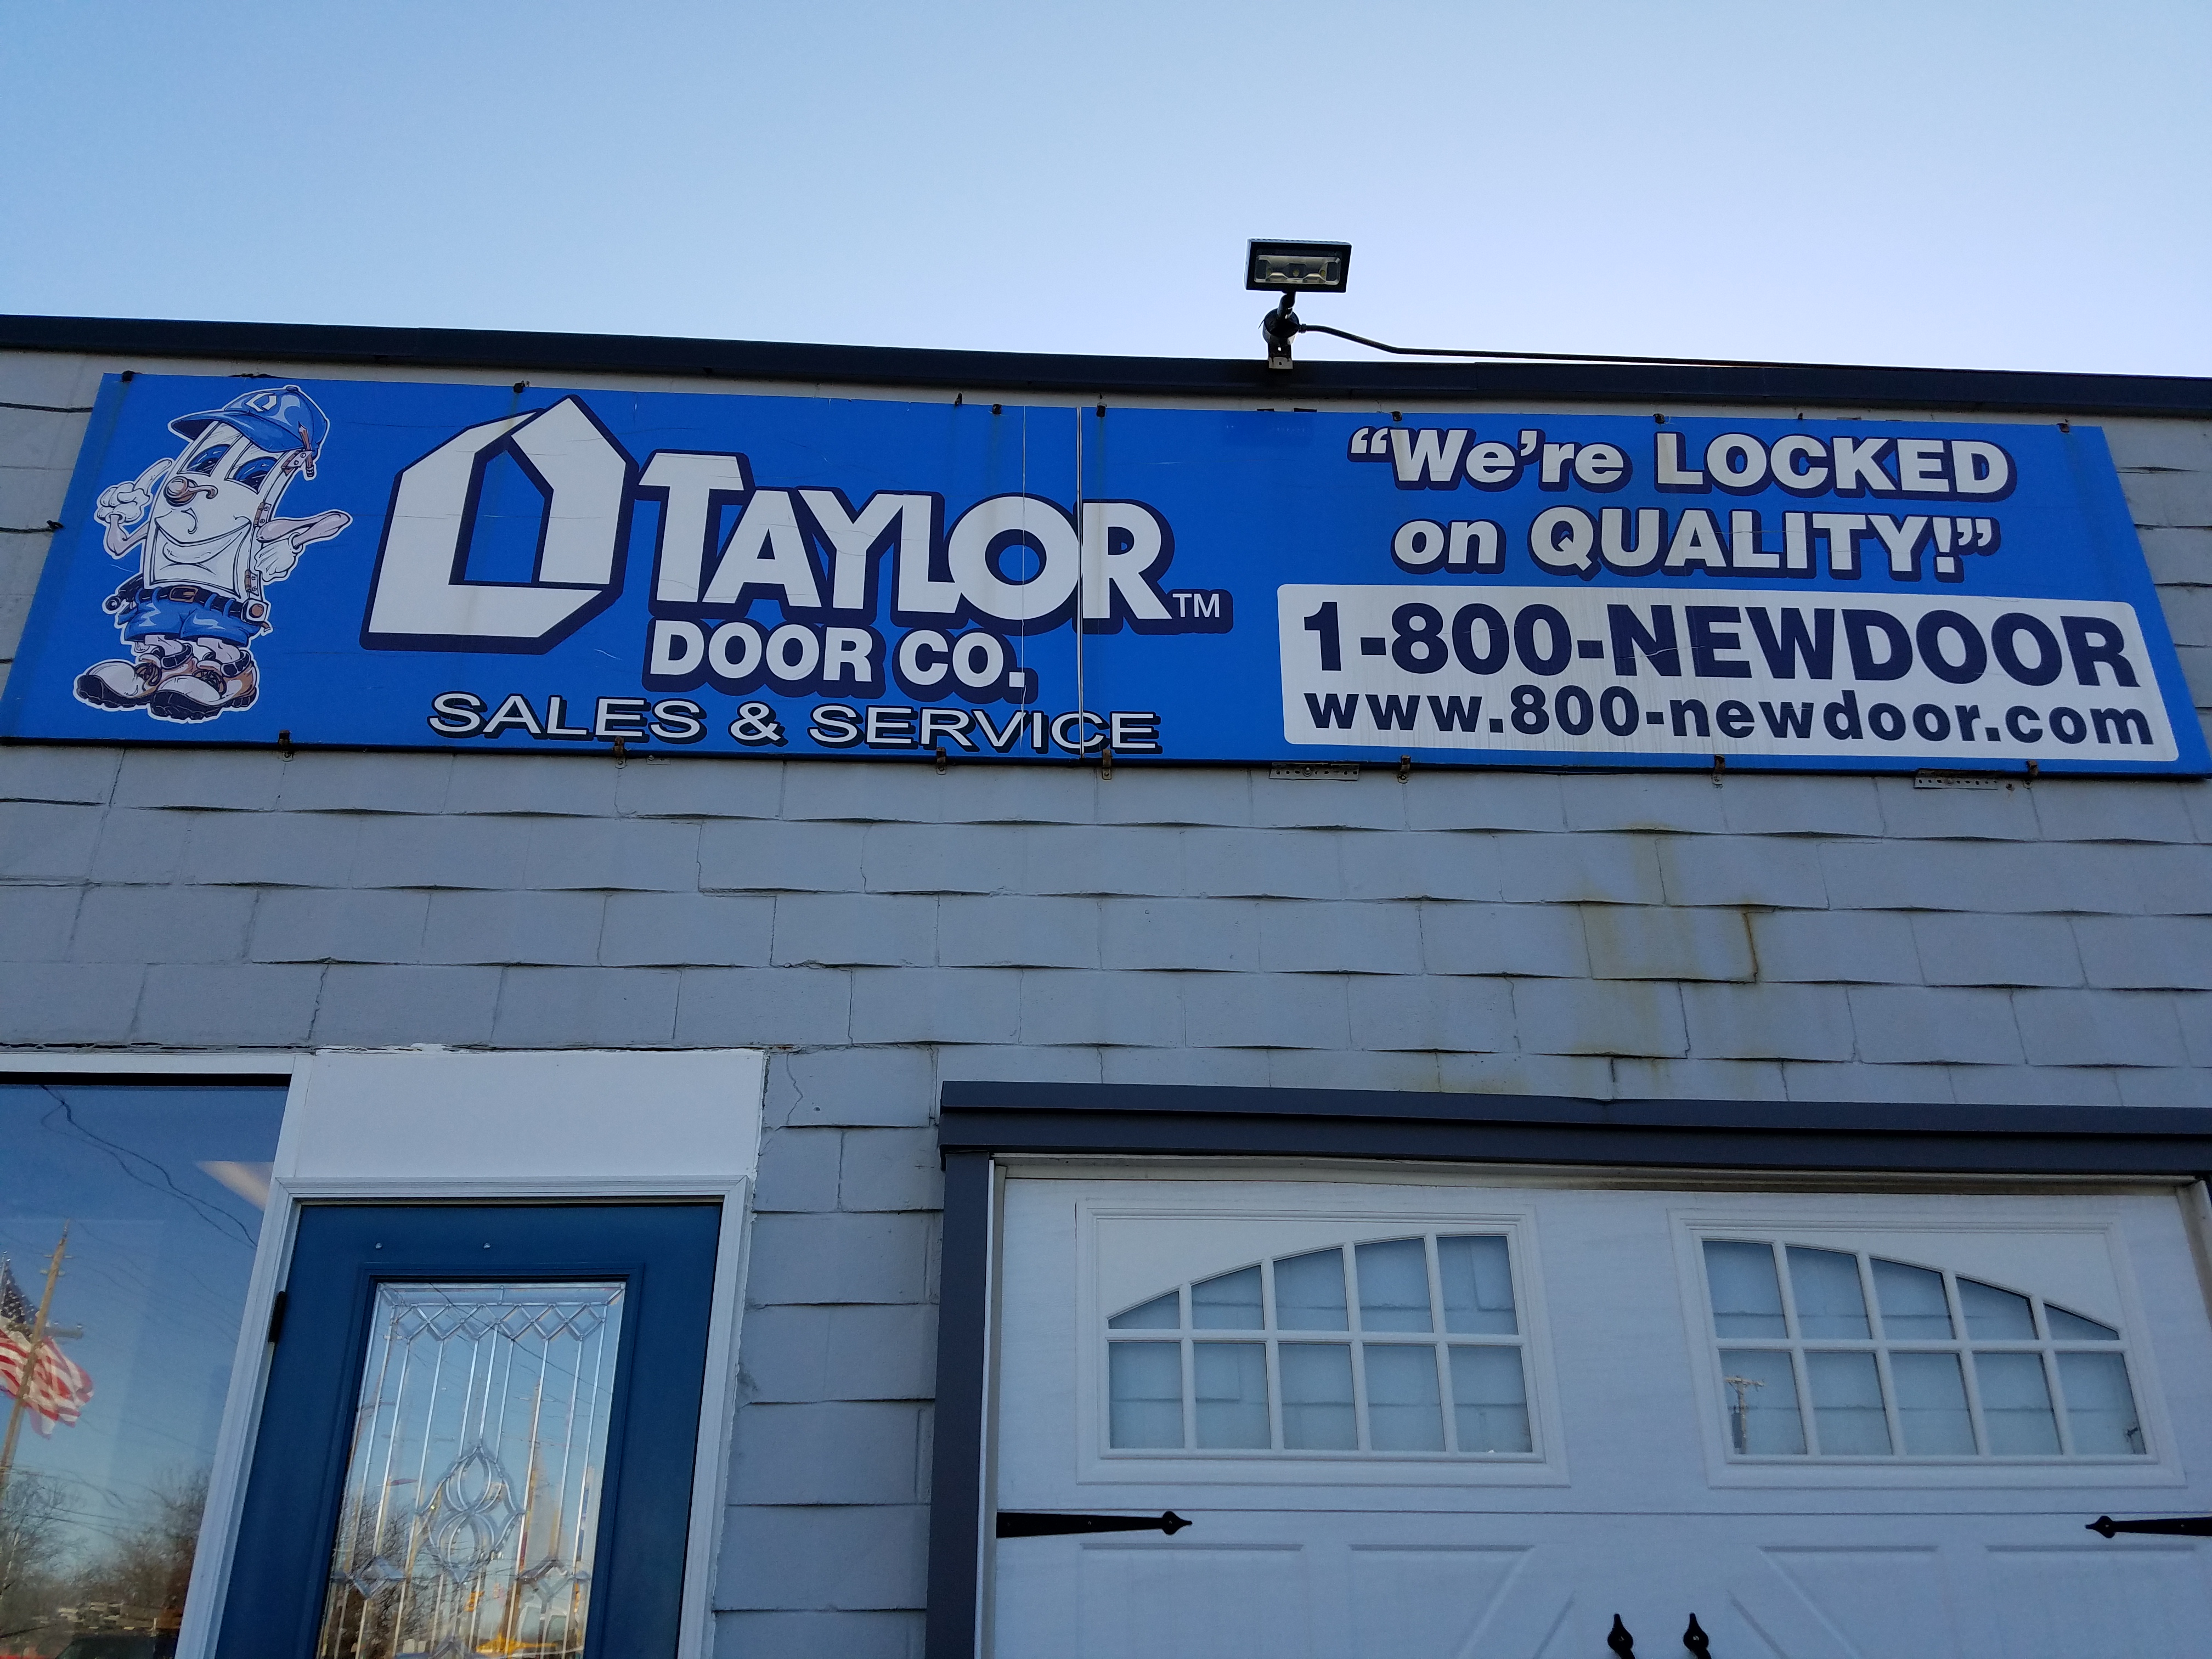 TAYLOR™
DOOR CO.
SALES & SERVICE
“We're LOCKED
on QUALITY!”
1-800-NEWDOOR
www.800-newdoor.com